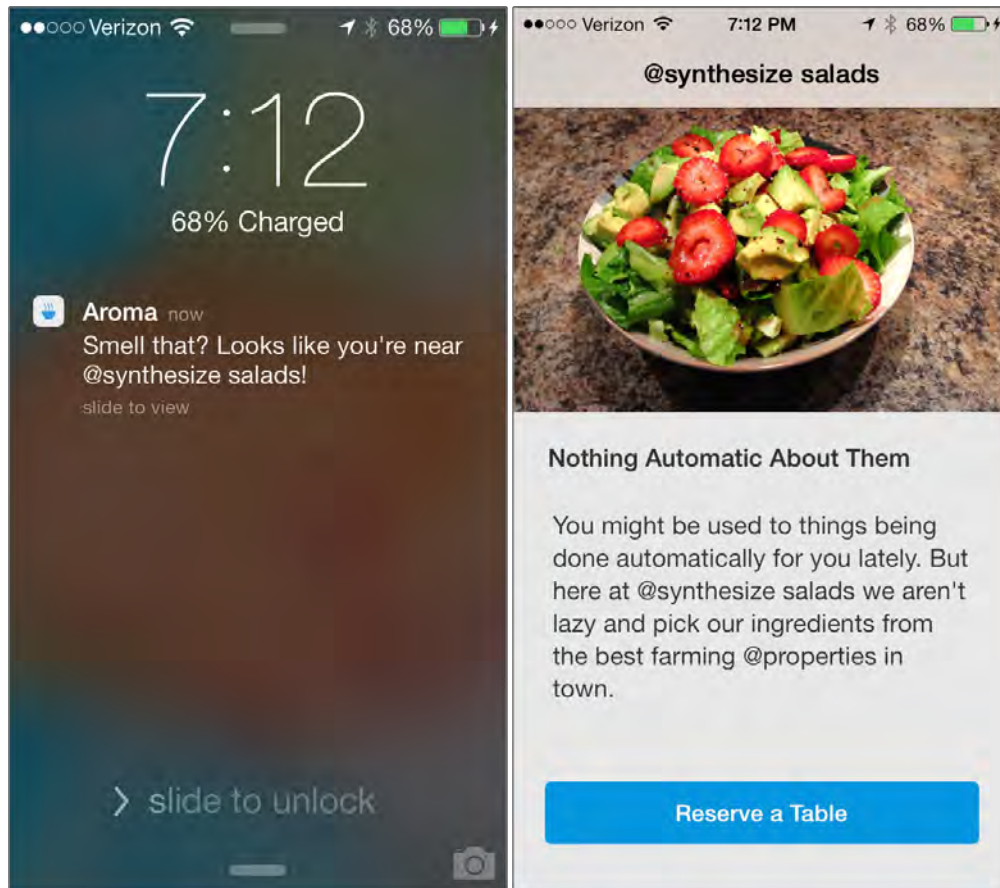 Verizon 68%
7:12
68% Charged
Aroma now
Smell that? Looks like you're near
@synthesize salads!
slide to view
> slide to unlock
Verizon 7:12 PM 68%
@synthesize salads
Nothing Automatic About Them
You might be used to things being
done automatically for you lately. But
here at @synthesize salads we aren't
lazy and pick our ingredients from
the best farming @properties in
town.
Reserve a Table